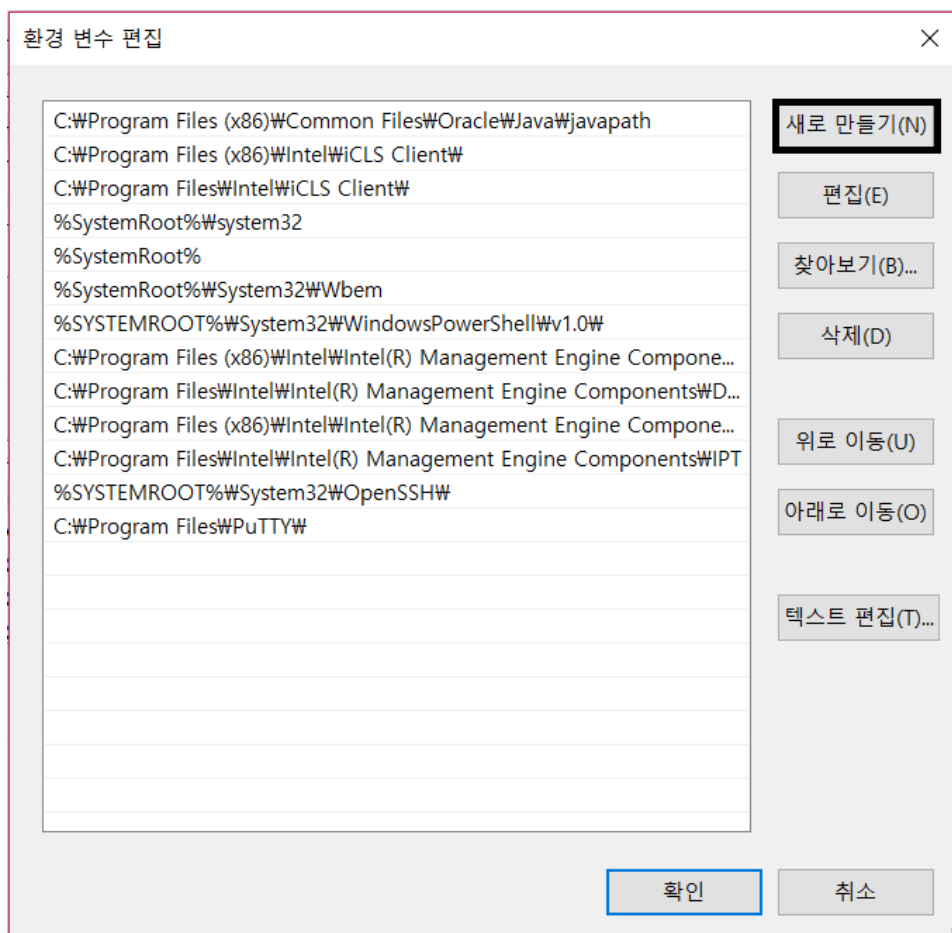 환경 변수 편집
C:₩Program Files (x86)₩Common Files₩Oracle₩Java₩javapath
C:₩Program Files (x86)₩Intel₩iCLS Client₩
C:₩Program Files₩Intel₩iCLS Client₩
%SystemRoot%₩system32
%SystemRoot%
%SystemRoot%₩System32₩Wbem
%SYSTEMROOT%₩System32₩WindowsPowerShell₩v1.0₩
C:₩Program Files (x86)₩Intel₩Intel(R) Management Engine Compone...
C:₩Program Files₩Intel₩Intel(R) Management Engine Components₩D...
C:₩Program Files (x86)₩Intel₩Intel(R) Management Engine Compone...
C:₩Program Files₩Intel₩Intel(R) Management Engine Components₩IPT
%SYSTEMROOT%₩System32₩OpenSSH₩
C:₩Program Files₩PuTTY₩
새로 만들기(N)
편집(E)
찾아보기(B)...
삭제(D)
위로 이동(U)
아래로 이동(O)
텍스트 편집(T)...
확인
취소